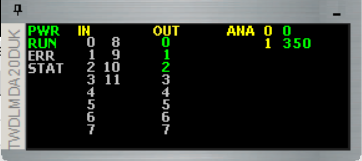 TWDLMDA20DUK
PWR IN OUT ANA 0 0
RUN 0 8 0 1 350
ERR 1 9 1
STAT 2 10 2
3 11 3
4 4
5 5
6 6
7 7